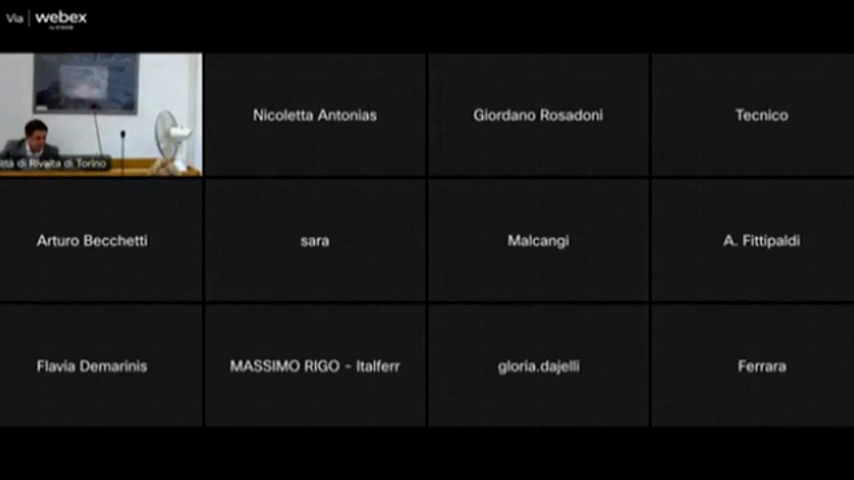 Via webex
Nicoletta Antonias
Giordano Rosadoni
Tecnico
ttà di Rivalta di Torino
Arturo Becchetti
sara
Malcangi
A. Fittipaldi
Flavia Demarinis
MASSIMO RIGO - Italferr
gloria.dajelli
Ferrara